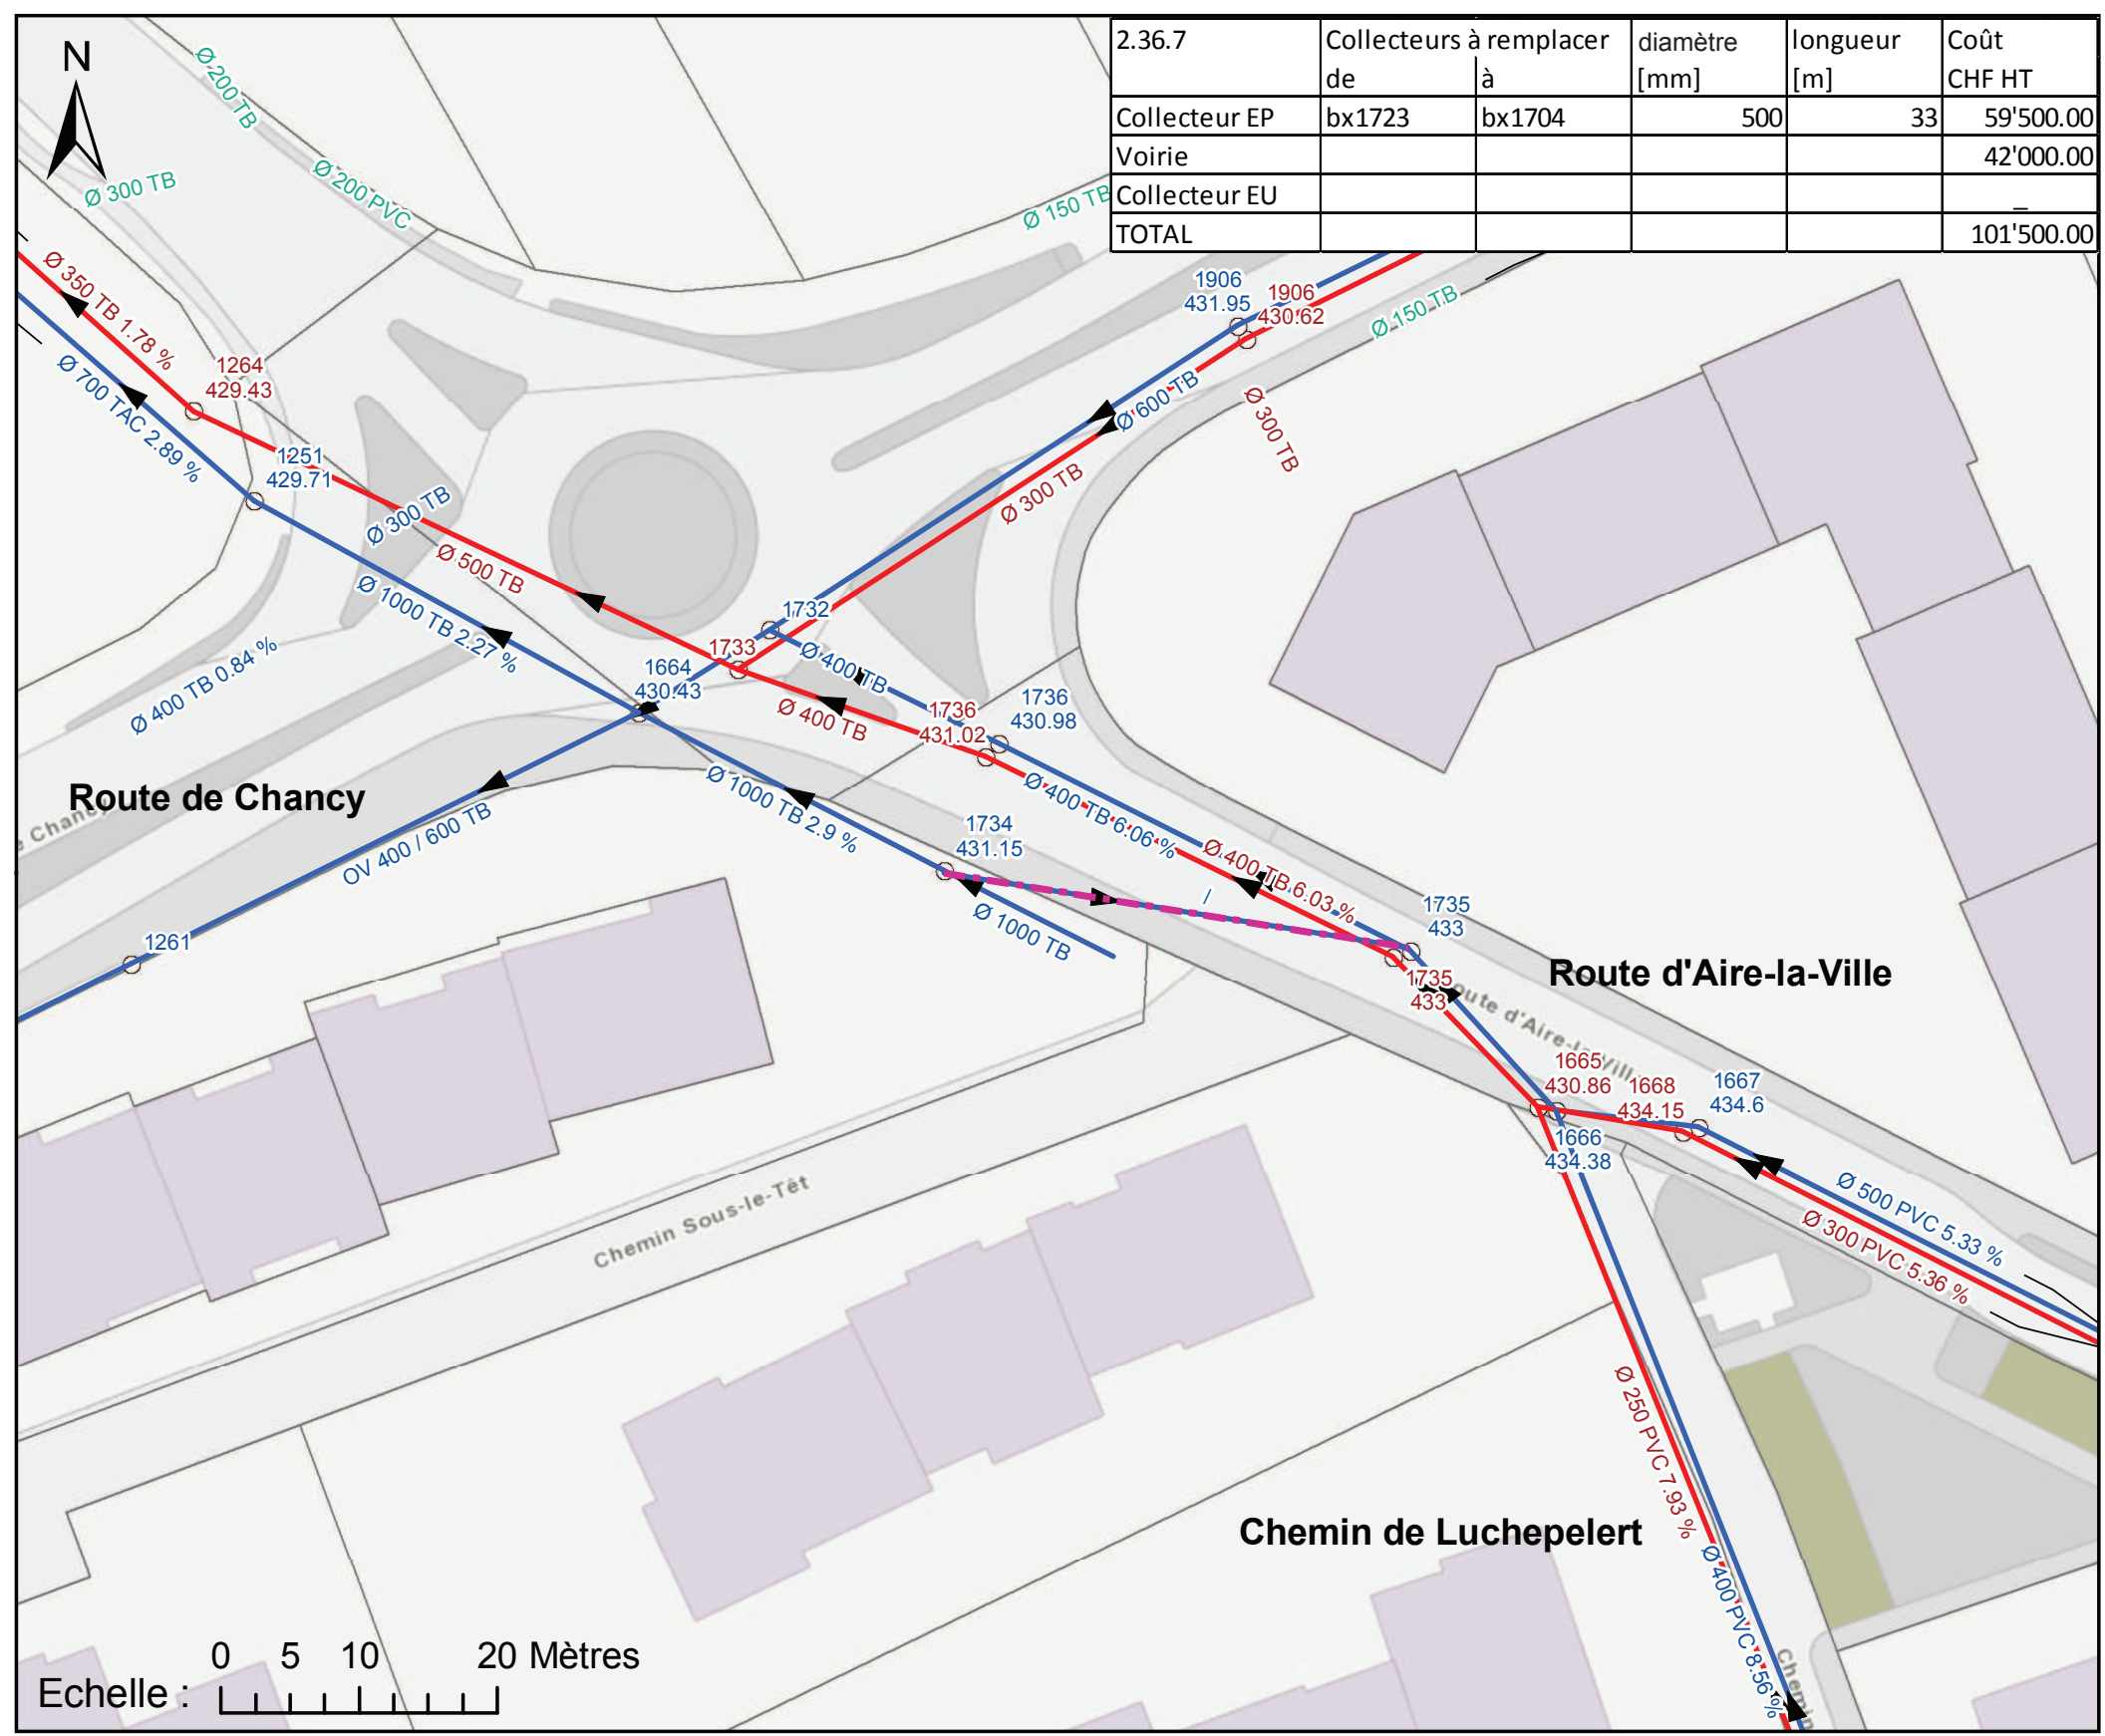 2.36.7 Collecteurs à remplacer diamètre longueur Coût
de à [mm] [m] CHF HT
Collecteur EP bx1723 bx1704 500 33 59'500.00
Voirie 42'000.00
Collecteur EU _
TOTAL 101'500.00
N
Ø 200 TB
Ø 300 TB
Ø 200 PVC
Ø 150 TB
Ø 350 TB 1.78 %
Ø 700 TAC 2.89 %
1264
429.43
1251
429.71
1906
431.95
1906
430.62
Ø 150 TB
Ø 600 TB
Ø 300 TB
Ø 300 TB
Ø 300 TB
Ø 500 TB
Ø 1000 TB 2.27 %
Ø 400 TB 0.84 %
1732
1733
1664
430.43
Ø 400 TB
Ø 400 TB
1736
431.02
1736
430.98
Route de Chancy
e Chancy
OV 400 / 600 TB
Ø 1000 TB 2.9 %
Ø 400 TB 6.06 %
Ø 400 TB 6.03 %
1734
431.15
/
Ø 1000 TB
1261
1735
433
1735
433
Route d'Aire-la-Ville
oute d'Aire-la-Vill
1665
430.86
1668
434.15
1667
434.6
1666
434.38
Ø 500 PVC 5.33 %
Ø 300 PVC 5.36 %
Chemin Sous-le-Têt
Ø 250 PVC 7.93 %
Ø 400 PVC 8.56 %
Chemin de Luchepelert
Chemin
0 5 10 20 Mètres
Echelle :